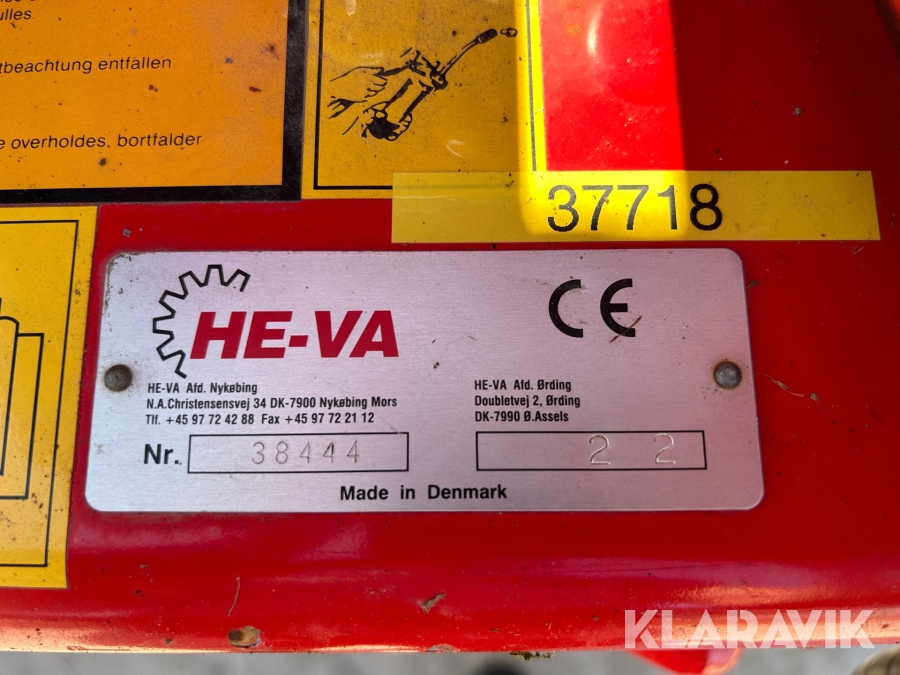 ulles.
tbeachtung entfallen
e overholdes, bortfalder
37718
HE-VA
CE
HE-VA Afd. Nykøbing
N.A.Christensensvej 34 DK-7900 Nykøbing Mors
Tlf. +45 97 72 42 88 Fax +45 97 72 21 12
HE-VA Afd. Ørding
Doubletvej 2, Ørding
DK-7990 Ø.Assels
Nr. 38444
2 2
Made in Denmark
KLARAVIK